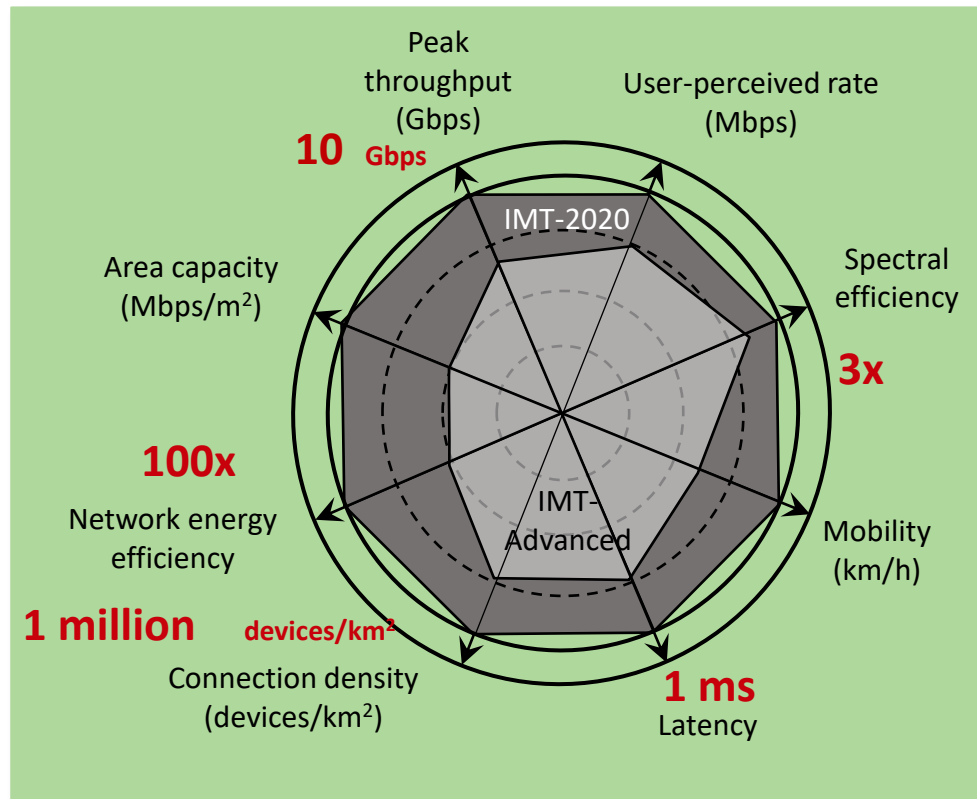 Peak
throughput
(Gbps)
User-perceived rate
(Mbps)
10 Gbps
IMT-2020
Area capacity
(Mbps/m²)
Spectral
efficiency
3x
100x
Network energy
efficiency
IMT-
Advanced
Mobility
(km/h)
1 million devices/km²
Connection density
(devices/km²)
1 ms
Latency